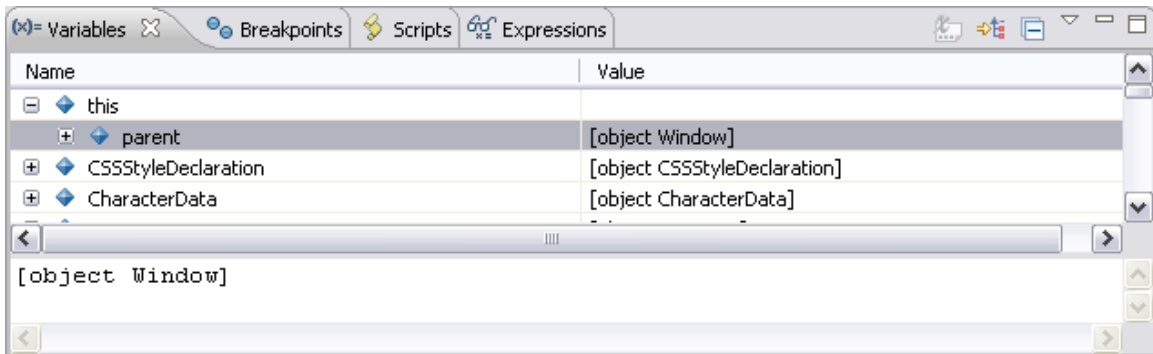 (x)= Variables Breakpoints Scripts Expressions
Name Value
this
parent [object Window]
CSSStyleDeclaration [object CSSStyleDeclaration]
CharacterData [object CharacterData]
[object Window]